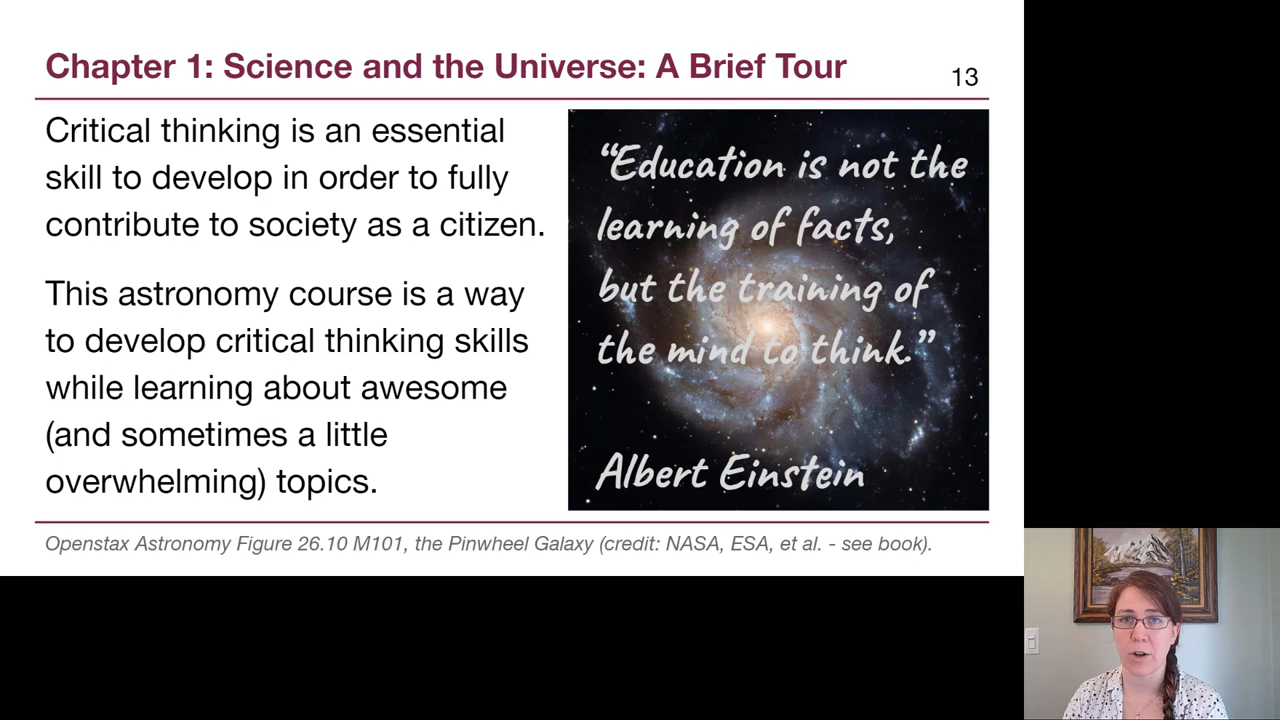 Chapter 1: Science and the Universe: A Brief Tour
13
Critical thinking is an essential
skill to develop in order to fully
contribute to society as a citizen.
This astronomy course is a way
to develop critical thinking skills
while learning about awesome
(and sometimes a little
overwhelming) topics.
“Education is not the
learning of facts,
but the training of
the mind to think.”
Albert Einstein
Openstax Astronomy Figure 26.10 M101, the Pinwheel Galaxy (credit: NASA, ESA, et al. - see book).